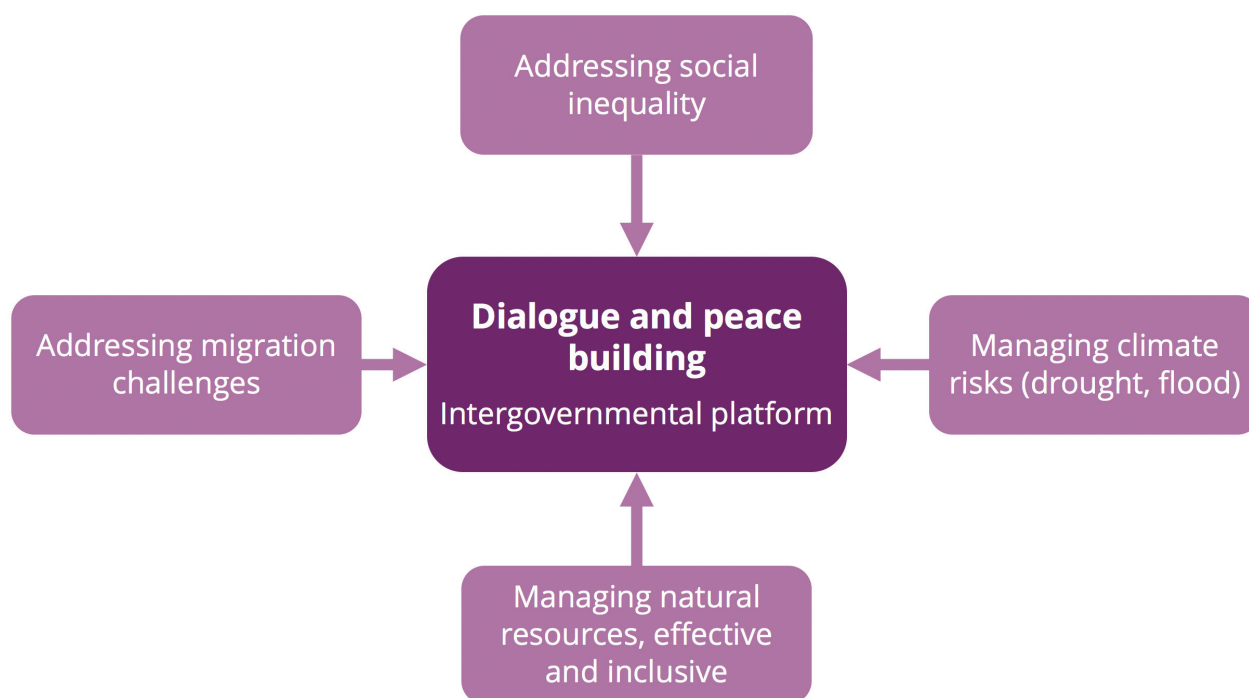 Addressing social
inequality
Addressing migration
challenges
Dialogue and peace
building
Intergovernmental platform
Managing climate
risks (drought, flood)
Managing natural
resources, effective
and inclusive